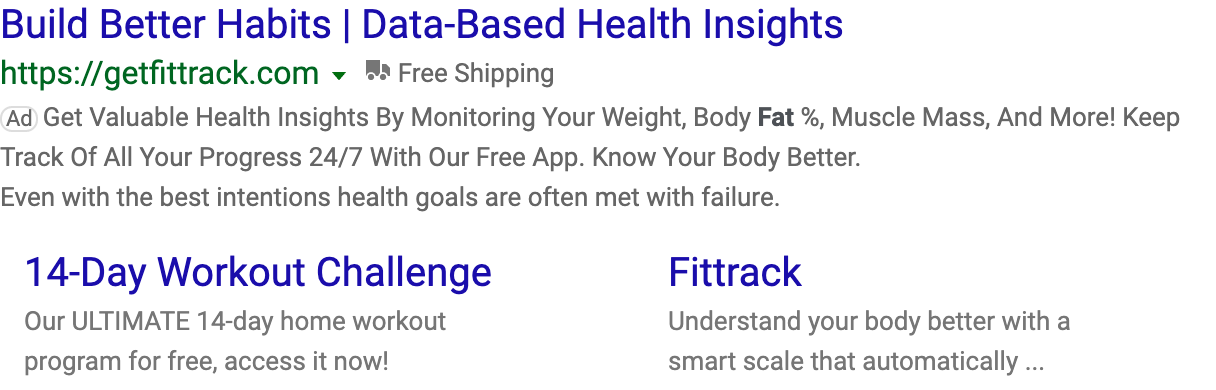 Build Better Habits | Data-Based Health Insights
https://getfittrack.com Free Shipping
Ad Get Valuable Health Insights By Monitoring Your Weight, Body Fat %, Muscle Mass, And More! Keep
Track Of All Your Progress 24/7 With Our Free App. Know Your Body Better.
Even with the best intentions health goals are often met with failure.
14-Day Workout Challenge
Our ULTIMATE 14-day home workout
program for free, access it now!
Fittrack
Understand your body better with a
smart scale that automatically ...